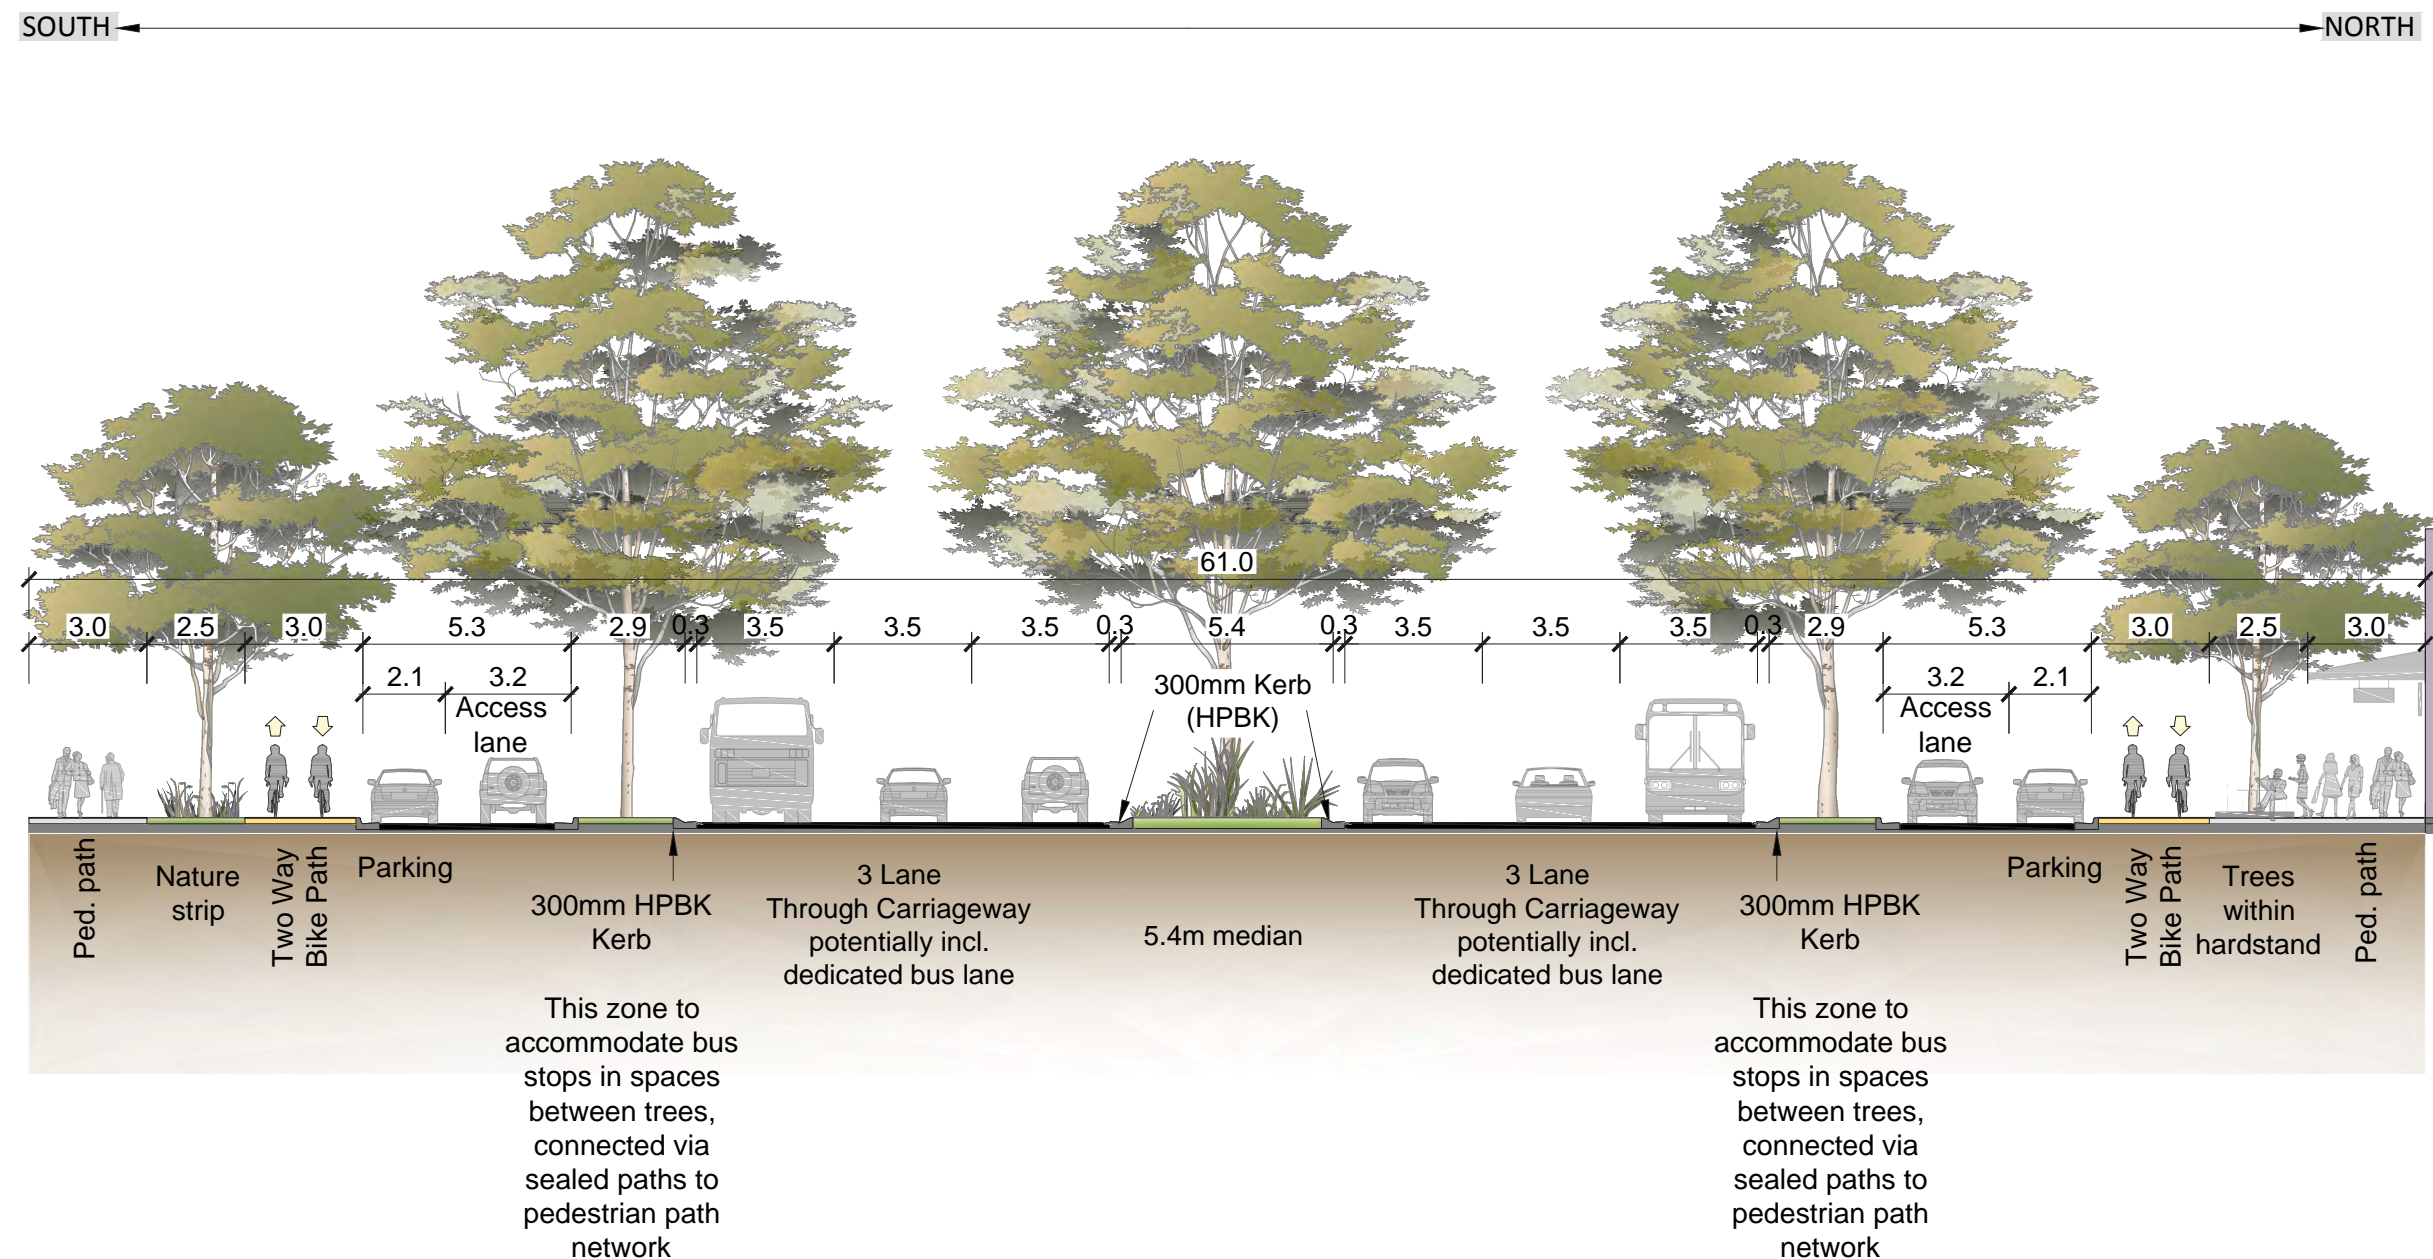 SOUTH
NORTH
61.0
3.0
2.5
3.0
5.3
2.9
0.3
3.5
3.5
3.5
0.3
5.4
0.3
3.5
3.5
3.5
0.3
2.9
5.3
3.0
2.5
3.0
2.1
3.2
Access
lane
300mm Kerb
(HPBK)
3.2
2.1
Access
lane
Ped. path
Nature
strip
Two Way
Bike Path
Parking
300mm HPBK
Kerb
This zone to
accommodate bus
stops in spaces
between trees,
connected via
sealed paths to
pedestrian path
network
3 Lane
Through Carriageway
potentially incl.
dedicated bus lane
5.4m median
3 Lane
Through Carriageway
potentially incl.
dedicated bus lane
300mm HPBK
Kerb
This zone to
accommodate bus
stops in spaces
between trees,
connected via
sealed paths to
pedestrian path
network
Parking
Two Way
Bike Path
Trees
within
hardstand
Ped. path